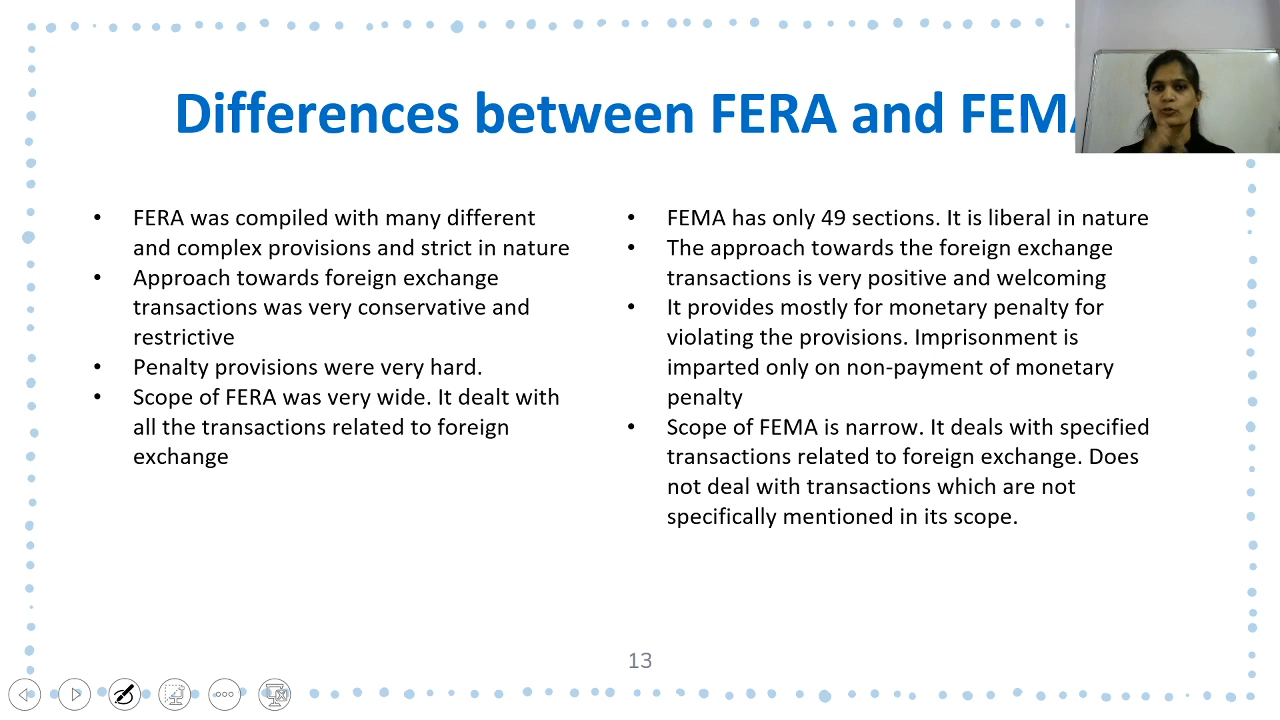 Differences between FERA and FEMA
• FERA was compiled with many different
and complex provisions and strict in nature
• Approach towards foreign exchange
transactions was very conservative and
restrictive
• Penalty provisions were very hard.
• Scope of FERA was very wide. It dealt with
all the transactions related to foreign
exchange
• FEMA has only 49 sections. It is liberal in nature
• The approach towards the foreign exchange
transactions is very positive and welcoming
• It provides mostly for monetary penalty for
violating the provisions. Imprisonment is
imparted only on non-payment of monetary
penalty
• Scope of FEMA is narrow. It deals with specified
transactions related to foreign exchange. Does
not deal with transactions which are not
specifically mentioned in its scope.
13